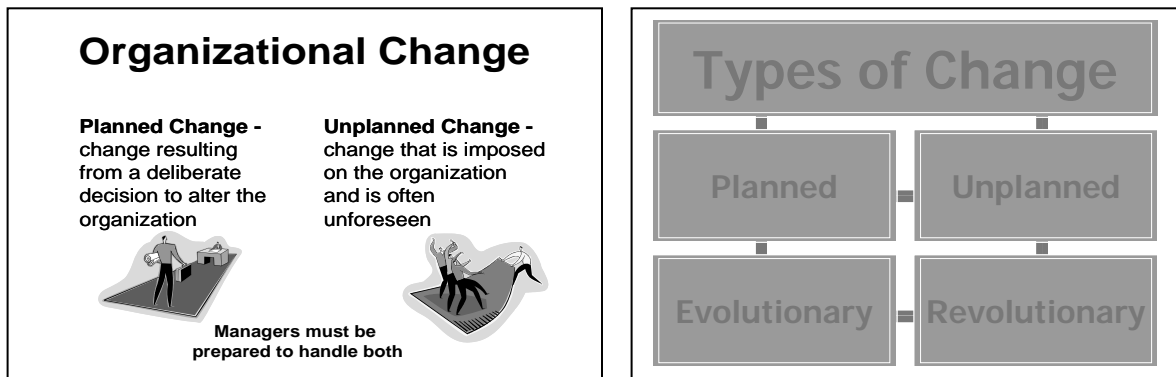 Organizational Change
Planned Change -
change resulting
from a deliberate
decision to alter the
organization
Unplanned Change -
change that is imposed
on the organization
and is often
unforeseen
Managers must be
prepared to handle both
Types of Change
Planned
Unplanned
Evolutionary
Revolutionary